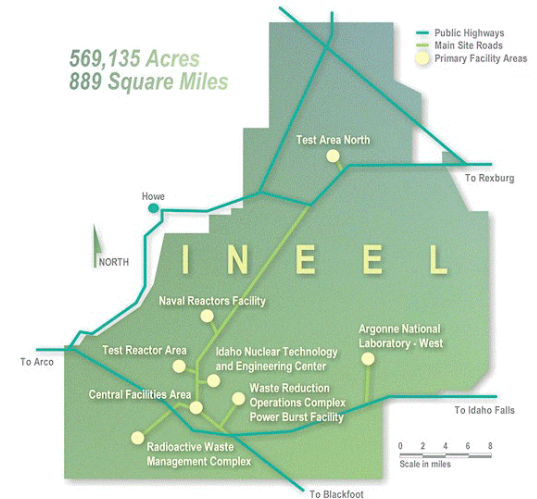 569,135 Acres
889 Square Miles
Public Highways
Main Site Roads
Primary Facility Areas
Test Area North
To Rexburg
Howe
NORTH
INEEL
Naval Reactors Facility
Argonne National
Laboratory - West
Test Reactor Area
Idaho Nuclear Technology
and Engineering Center
To Arco
Central Facilities Area
Waste Reduction
Operations Complex
Power Burst Facility
To Idaho Falls
Radioactive Waste
Management Complex
0 2 4 6 8
Scale in miles
To Blackfoot